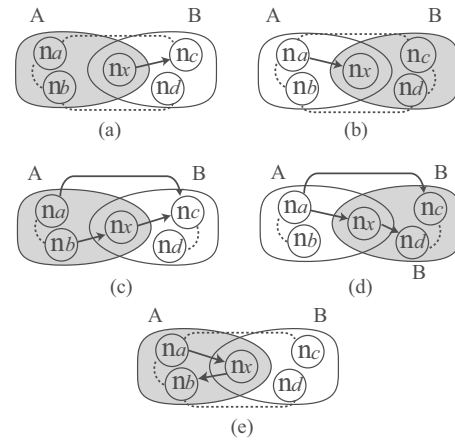 A B
na nx nc
nb nd
(a)
A B
na nx nc
nb nd
(b)
A B
na nx nc
nb nd
(c)
A B
na nx nc
nb nd
B
(d)
A B
na nx nc
nb nd
(e)